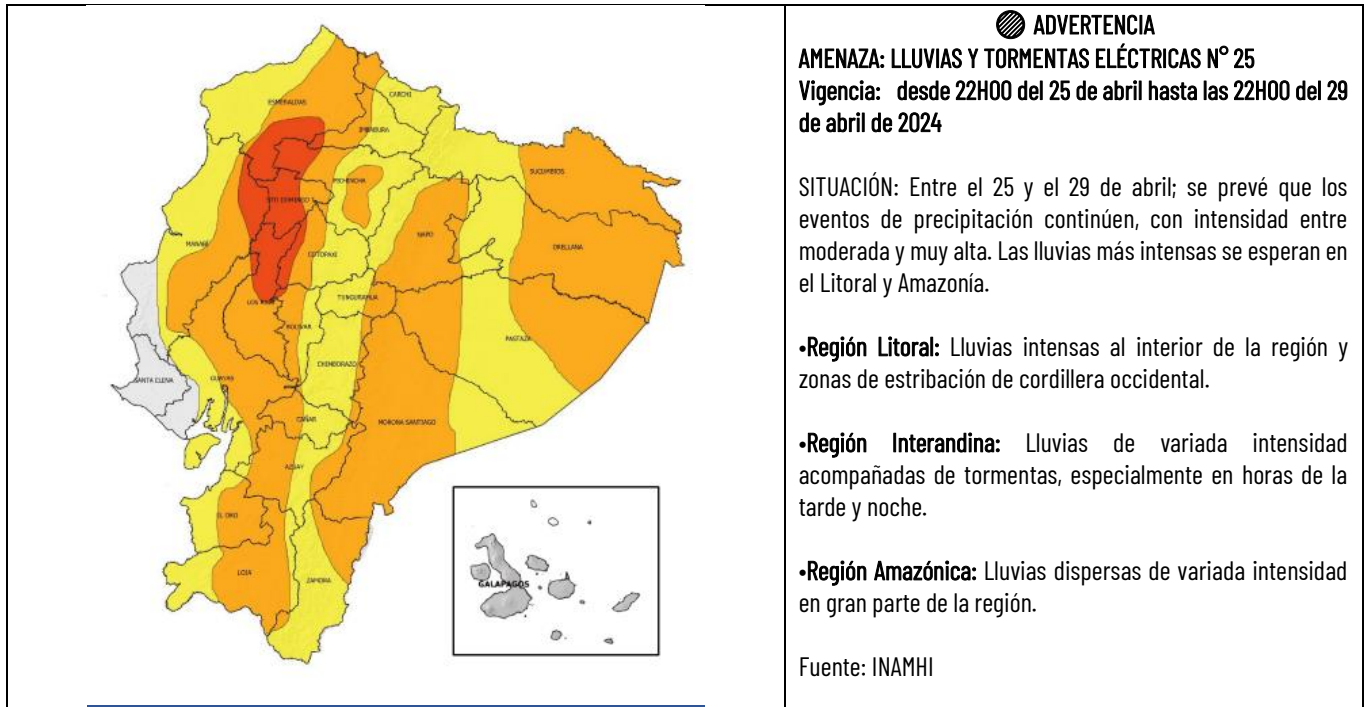 ESMERALDAS
CARCHI
IMBABURA
SUCUMBIOS
PICHINCHA
STO DOMINGO
MANABÍ
NAPO
ORELLANA
COTOPAXI
LOS RIOS
TUNGURAHUA
BOLIVAR
PASTAZA
CHIMBORAZO
SANTA ELENA
GUAYAS
CAÑAR
MORONA SANTIAGO
AZUAY
EL ORO
LOJA
ZAMORA
GALAPAGOS
ADVERTENCIA
AMENAZA: LLUVIAS Y TORMENTAS ELÉCTRICAS N° 25
Vigencia: desde 22H00 del 25 de abril hasta las 22H00 del 29
de abril de 2024
SITUACIÓN: Entre el 25 y el 29 de abril; se prevé que los
eventos de precipitación continúen, con intensidad entre
moderada y muy alta. Las lluvias más intensas se esperan en
el Litoral y Amazonía.
•Región Litoral: Lluvias intensas al interior de la región y
zonas de estribación de cordillera occidental.
•Región Interandina: Lluvias de variada intensidad
acompañadas de tormentas, especialmente en horas de la
tarde y noche.
•Región Amazónica: Lluvias dispersas de variada intensidad
en gran parte de la región.
Fuente: INAMHI